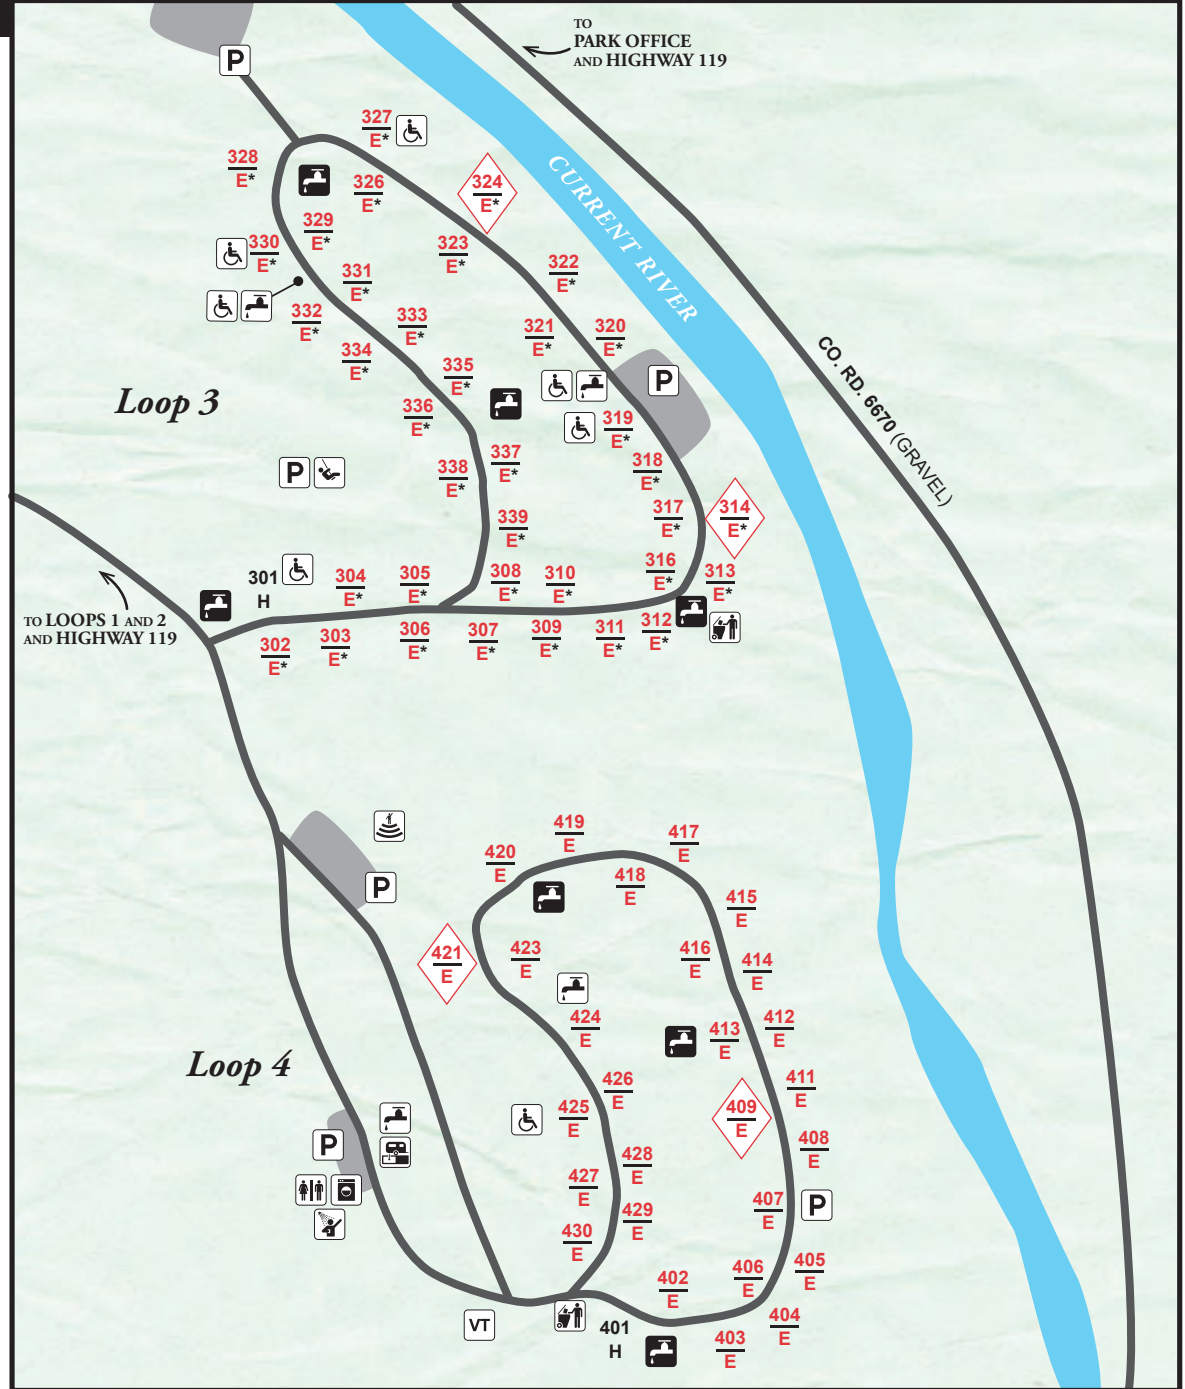 TO
PARK OFFICE
AND HIGHWAY 119
P
327
E*
328
E*
326
E*
324
E*
329
E*
330
E*
323
E*
CURRENT RIVER
322
E*
331
E*
332
E*
333
E*
321
E*
320
E*
334
E*
335
E*
P
CO. RD. 6670 (GRAVEL)
Loop 3
336
E*
319
E*
P
338
E*
337
E*
318
E*
339
E*
317
E*
314
E*
301
H
304
E*
305
E*
308
E*
310
E*
316
E*
313
E*
TO LOOPS 1 AND 2
AND HIGHWAY 119
302
E*
303
E*
306
E*
307
E*
309
E*
311
E*
312
E*
419
E
417
E
420
E
418
E
P
415
E
421
E
423
E
416
E
414
E
424
E
413
E
412
E
Loop 4
426
E
425
E
411
E
409
E
P
408
E
428
E
427
E
407
E
P
429
E
430
E
405
E
406
E
402
E
VT
401
H
404
E
403
E